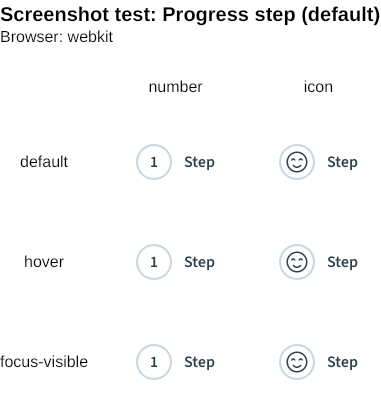 Screenshot test: Progress step (default)
Browser: webkit
number icon
default 1 Step Step
hover 1 Step Step
focus-visible 1 Step Step